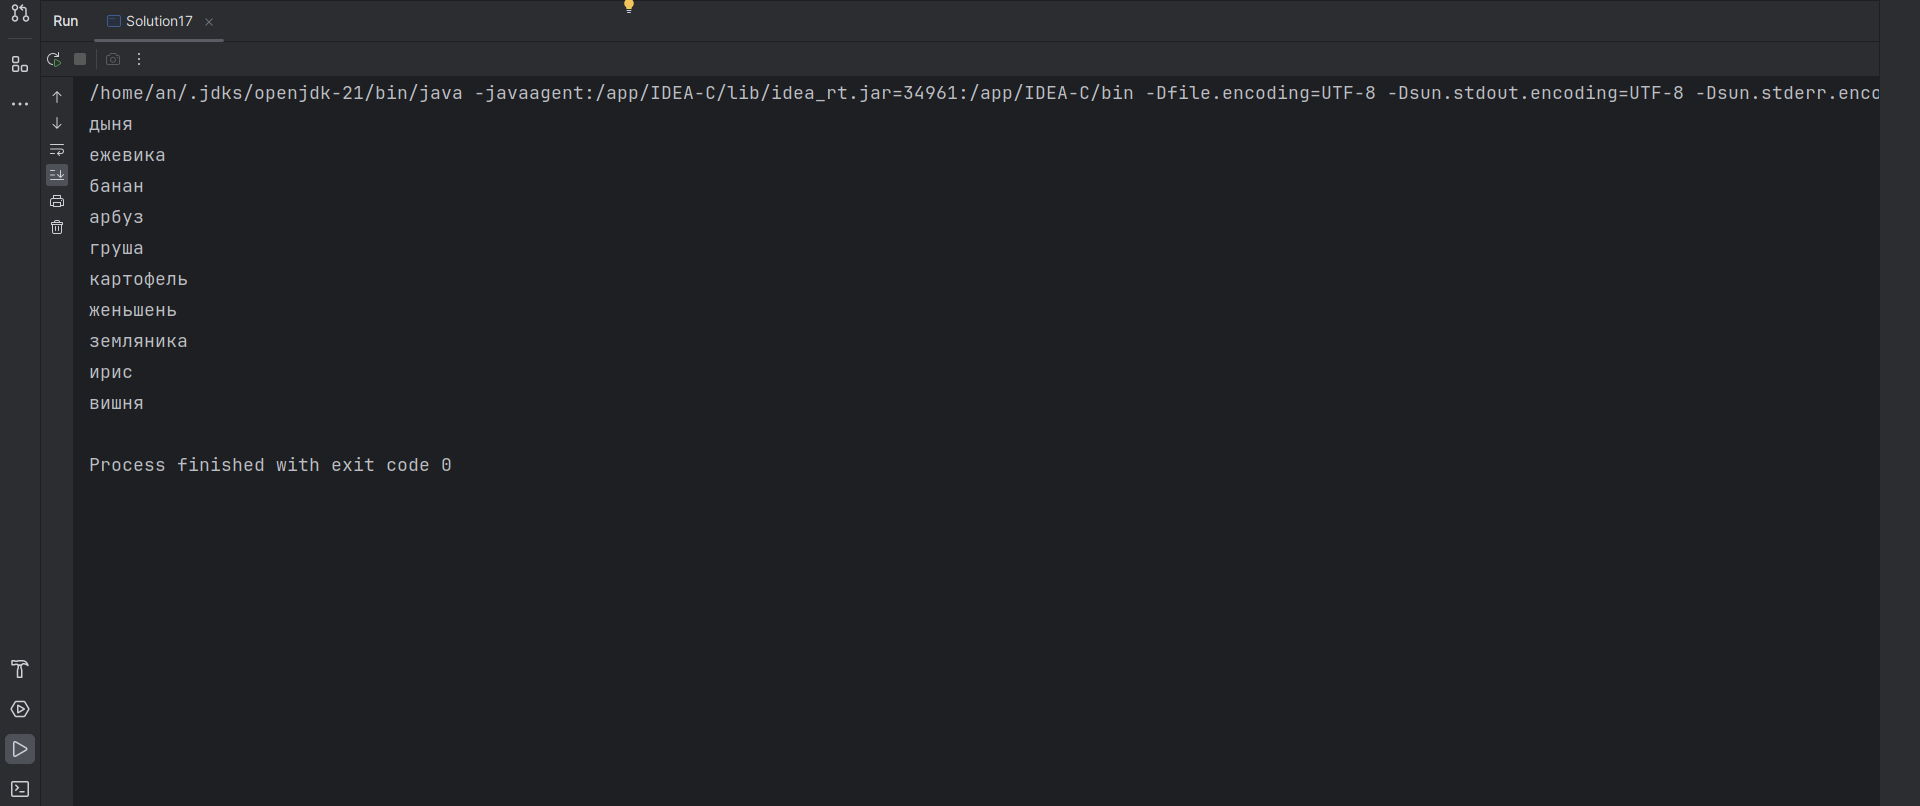 Run Solution17
/home/an/.jdks/openjdk-21/bin/java -javaagent:/app/IDEA-C/lib/idea_rt.jar=34961:/app/IDEA-C/bin -Dfile.encoding=UTF-8 -Dsun.stdout.encoding=UTF-8 -Dsun.stderr.enco
дыня
ежевика
банан
арбуз
груша
картофель
женьшень
земляника
ирис
вишня
Process finished with exit code 0